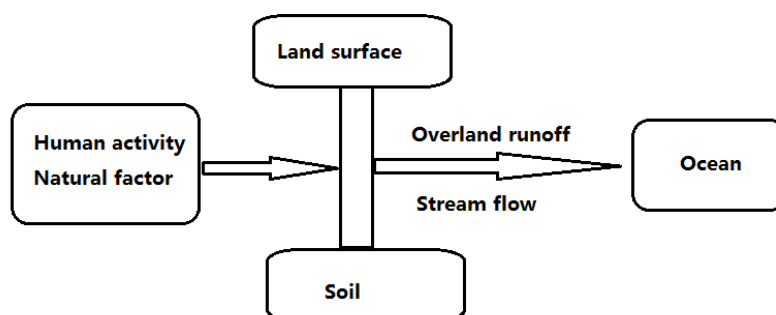 Land surface
Human activity
Natural factor
Overland runoff
Stream flow
Ocean
Soil